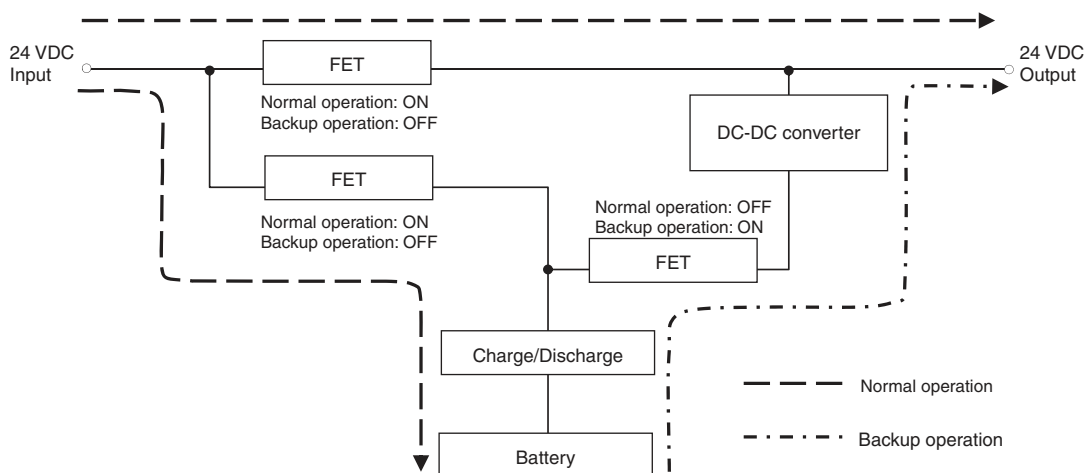 24 VDC
Input
FET
Normal operation: ON
Backup operation: OFF
24 VDC
Output
DC-DC converter
FET
Normal operation: ON
Backup operation: OFF
Normal operation: OFF
Backup operation: ON
FET
Charge/Discharge
Battery
Normal operation
Backup operation